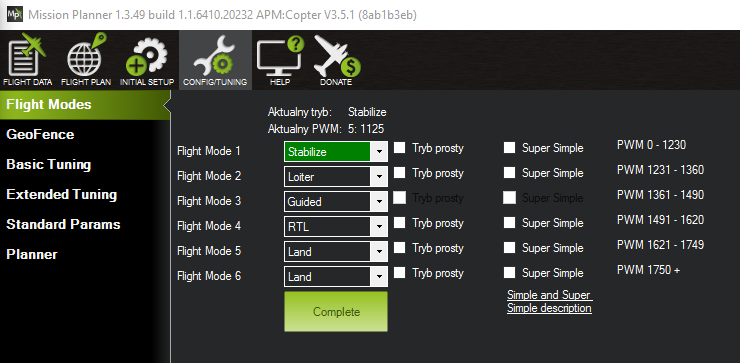 Mission Planner 1.3.49 build 1.1.6410.20232 APM:Copter V3.5.1 (8ab1b3eb)
FLIGHT DATA FLIGHT PLAN INITIAL SETUP CONFIG/TUNING HELP DONATE
Flight Modes
GeoFence
Basic Tuning
Extended Tuning
Standard Params
Planner
Aktualny tryb: Stabilize
Aktualny PWM: 5: 1125
Flight Mode 1 Stabilize Tryb prosty Super Simple PWM 0 - 1230
Flight Mode 2 Loiter Tryb prosty Super Simple PWM 1231 - 1360
Flight Mode 3 Guided Tryb prosty Super Simple PWM 1361 - 1490
Flight Mode 4 RTL Tryb prosty Super Simple PWM 1491 - 1620
Flight Mode 5 Land Tryb prosty Super Simple PWM 1621 - 1749
Flight Mode 6 Land Tryb prosty Super Simple PWM 1750 +
Complete
Simple and Super
Simple description